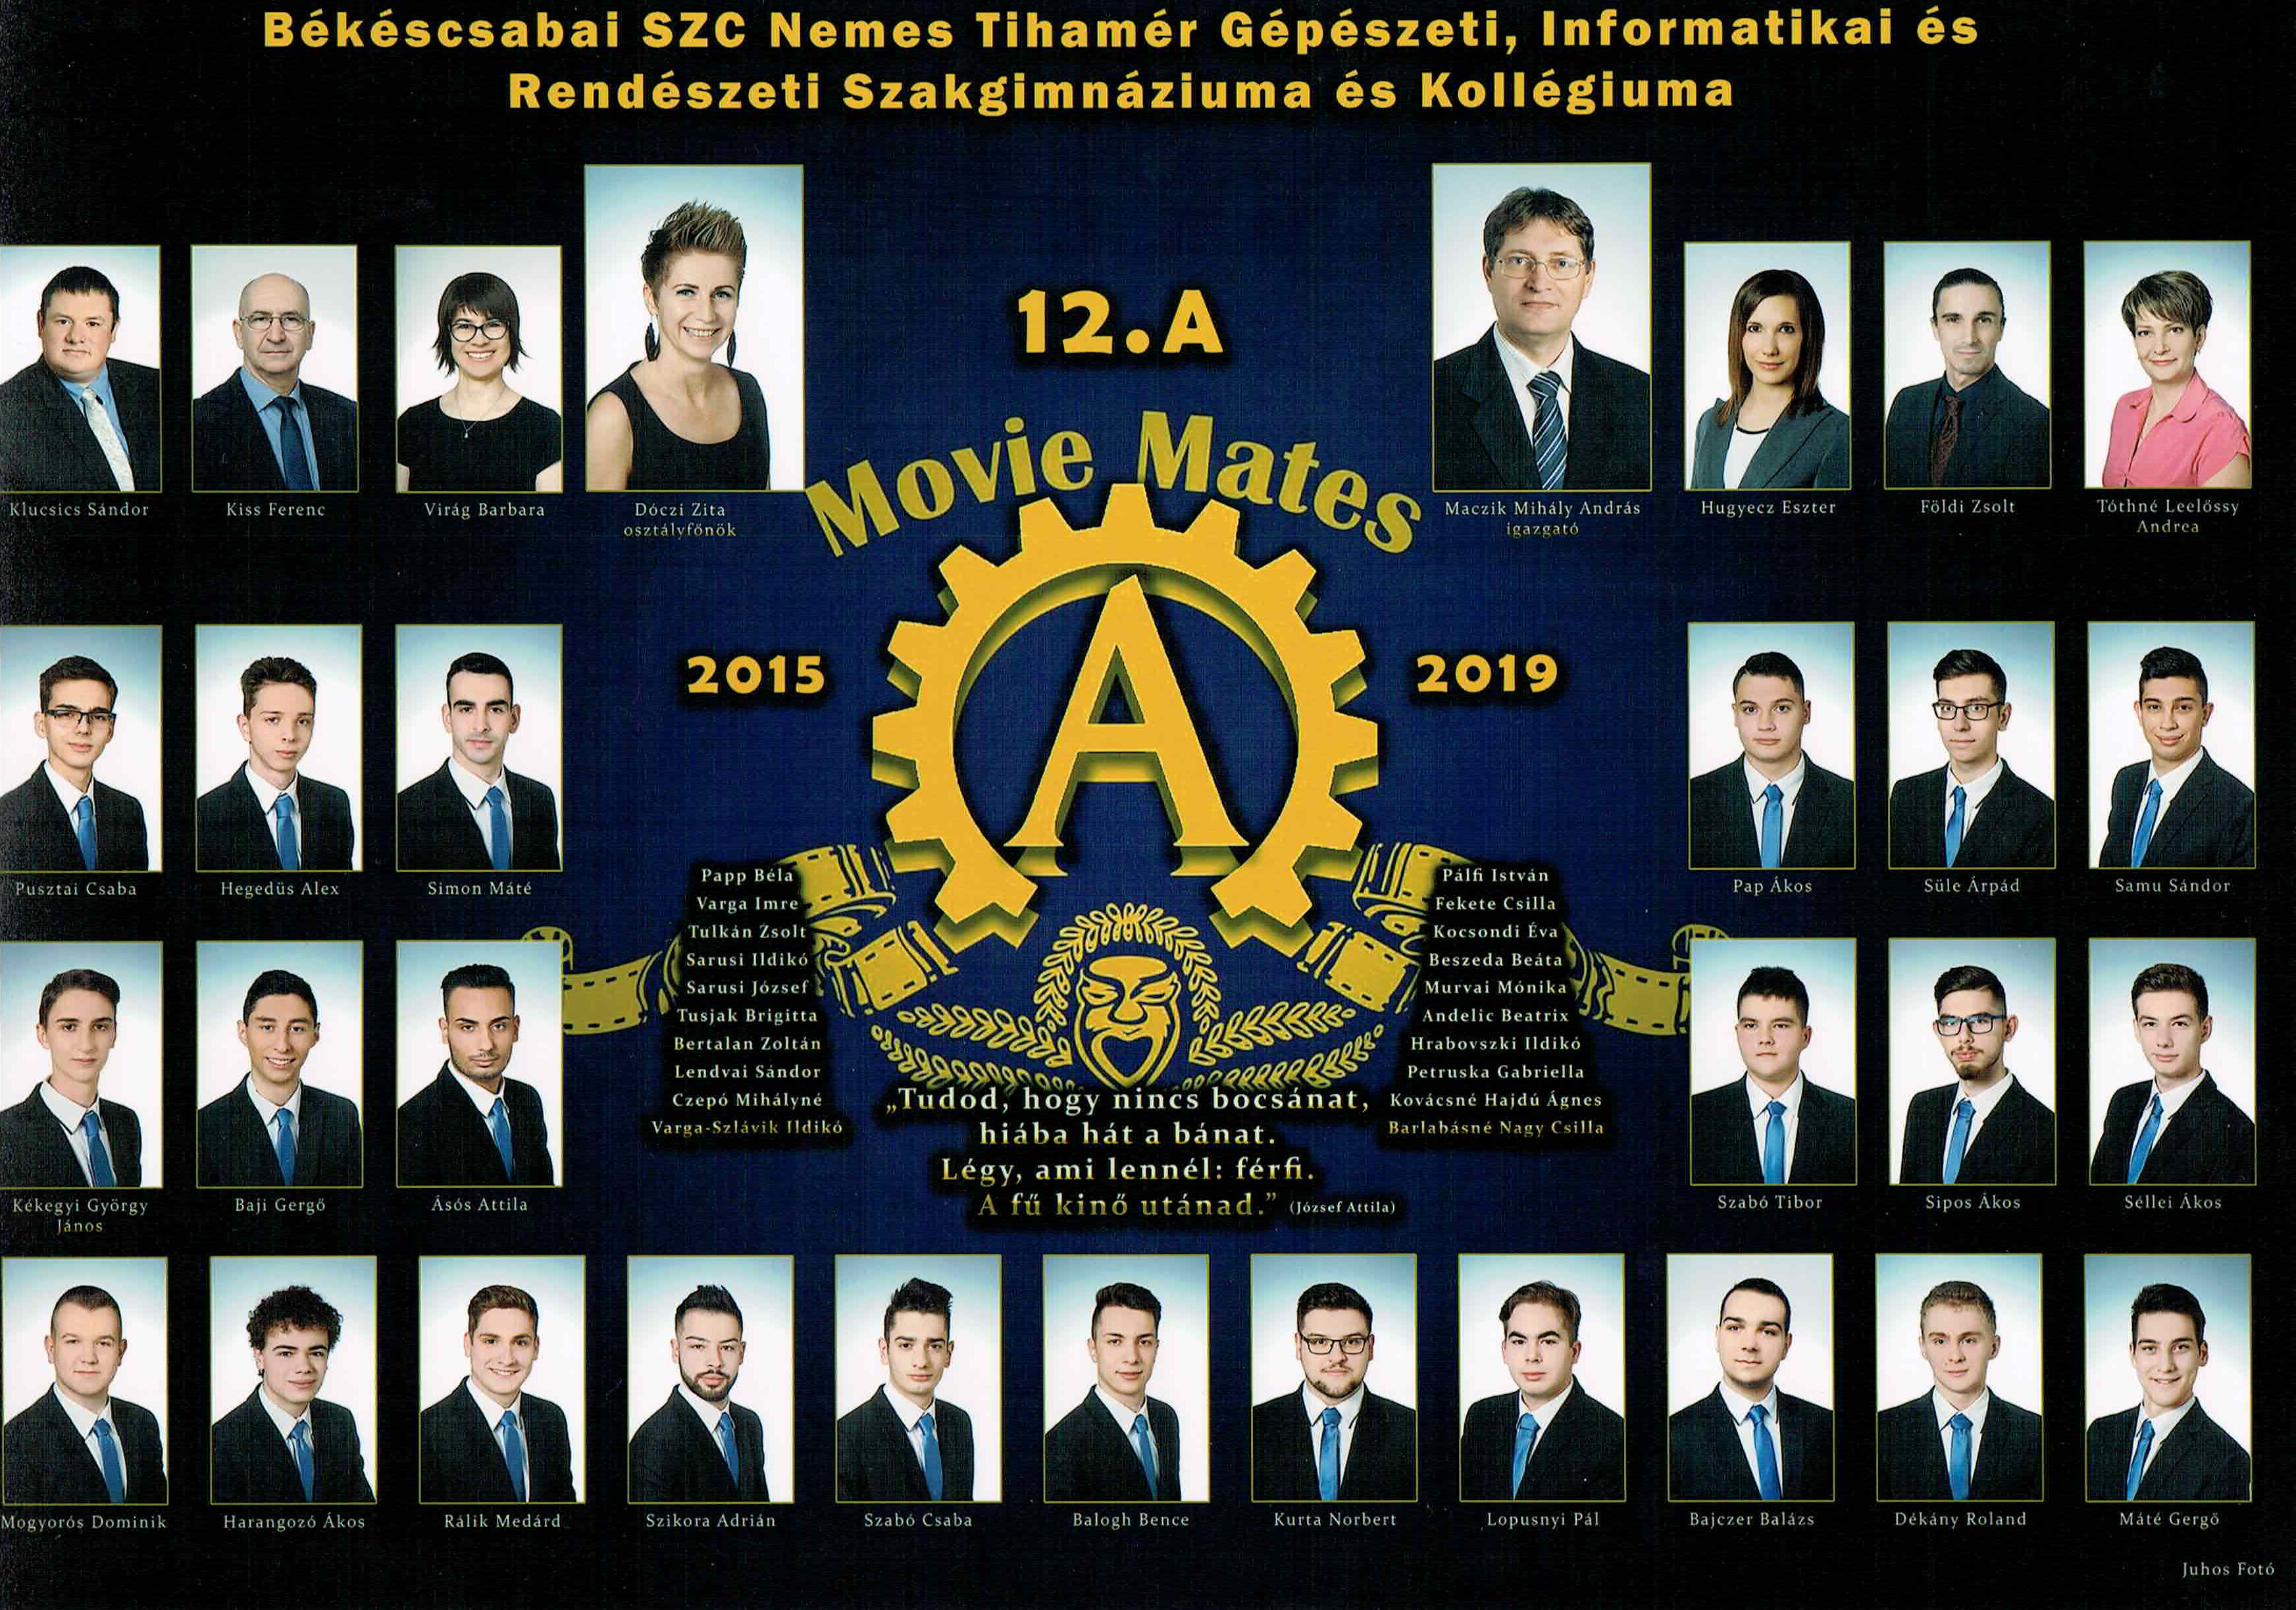 Békéscsabai SZC Nemes Tihamér Gépészeti, Informatikai és
Rendészeti Szakgimnáziuma és Kollégiuma
12.A
Movie Mates
Klucsics Sándor
Kiss Ferenc
Virág Barbara
Dóczi Zita
osztályfőnök
Maczik Mihály András
igazgató
Hugyecz Eszter
Földi Zsolt
Tóthné Leelőssy
Andrea
2015
A
2019
Pusztai Csaba
Hegedüs Alex
Simon Máté
Pap Ákos
Süle Árpád
Samu Sándor
Papp Béla
Varga Imre
Tulkán Zsolt
Sarusi Ildikó
Sarusi József
Tusjak Brigitta
Bertalan Zoltán
Lendvai Sándor
Czepó Mihályné
Varga-Szlávik Ildikó
Pálfi István
Fekete Csilla
Kocsondi Éva
Beszeda Beáta
Murvai Mónika
Andelic Beatrix
Hrabovszki Ildikó
Petruska Gabriella
Kovácsné Hajdú Ágnes
Barlabásné Nagy Csilla
„Tudod, hogy nincs bocsánat,
hiába hát a bánat.
Légy, ami lennél: férfi.
A fű kinő utánad.” (József Attila)
Kékegyi György
János
Baji Gergő
Ásós Attila
Szabó Tibor
Sipos Ákos
Séllei Ákos
Mogyorós Dominik
Harangozó Ákos
Rálik Medárd
Szikora Adrián
Szabó Csaba
Balogh Bence
Kurta Norbert
Lopusnyi Pál
Bajczer Balázs
Dékány Roland
Máté Gergő
Juhos Fotó